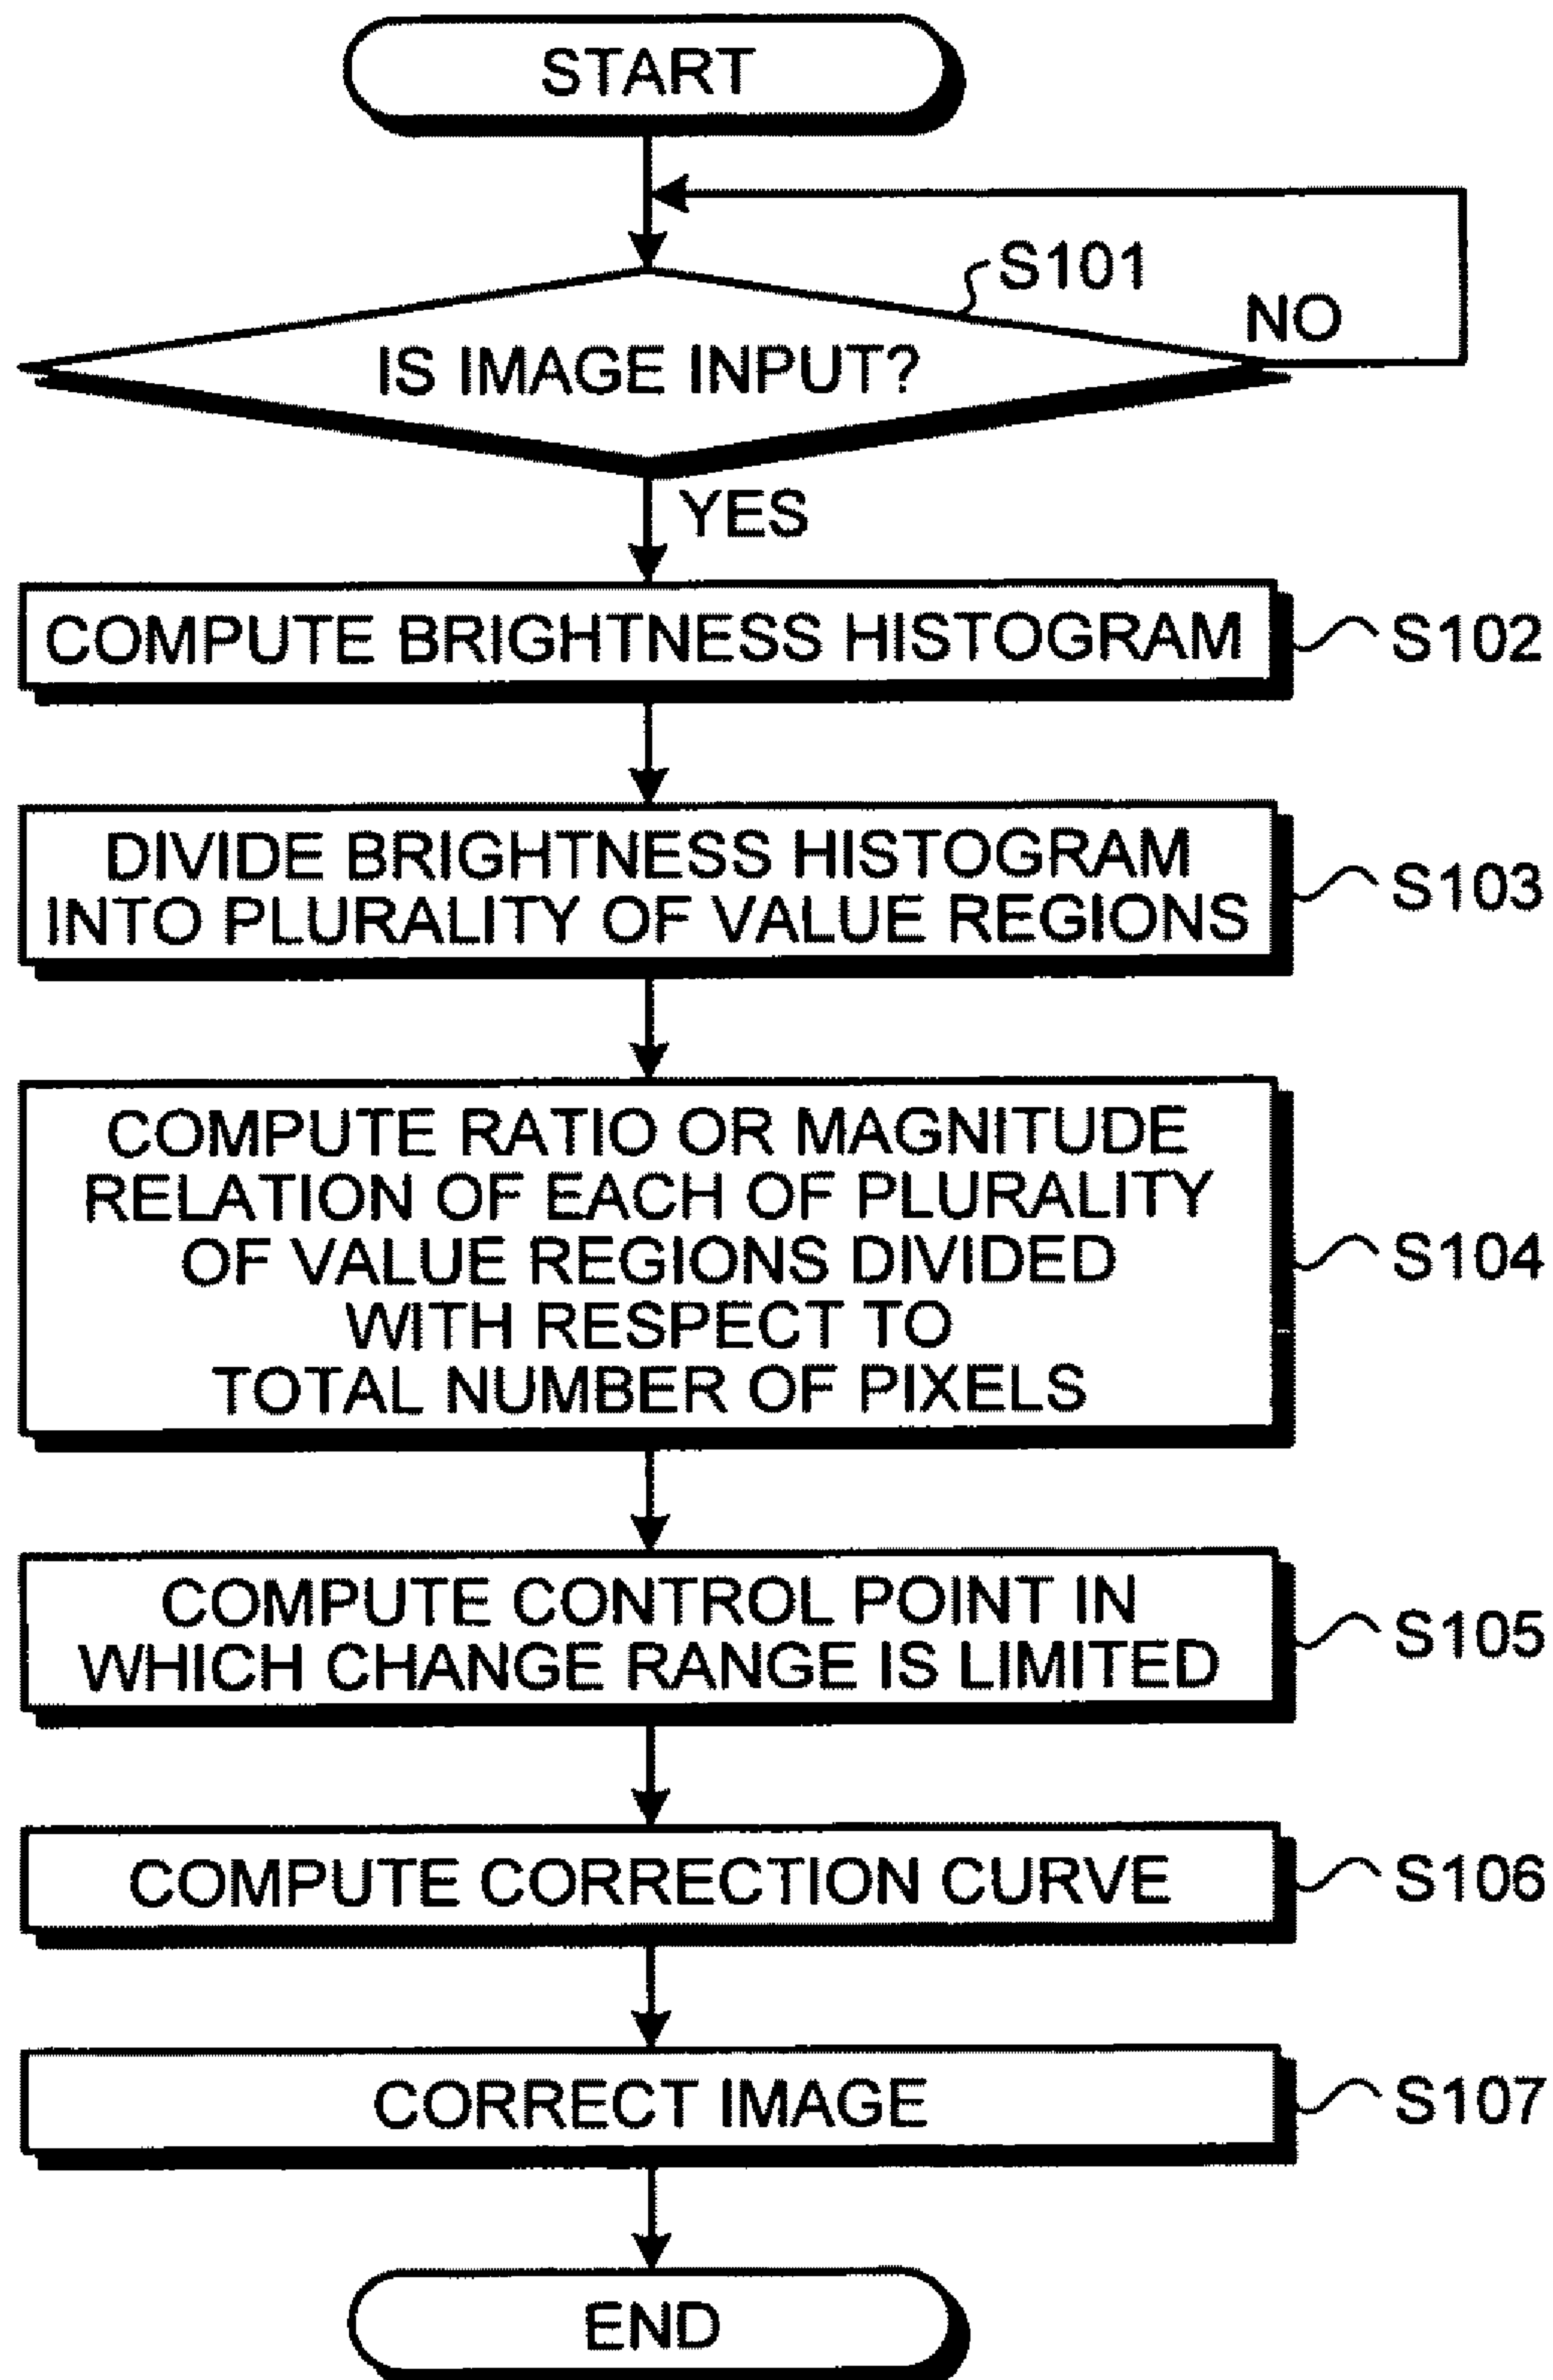 START
S101
NO
IS IMAGE INPUT?
YES
COMPUTE BRIGHTNESS HISTOGRAM
S102
DIVIDE BRIGHTNESS HISTOGRAM
INTO PLURALITY OF VALUE REGIONS
S103
COMPUTE RATIO OR MAGNITUDE
RELATION OF EACH OF PLURALITY
OF VALUE REGIONS DIVIDED
WITH RESPECT TO
TOTAL NUMBER OF PIXELS
S104
COMPUTE CONTROL POINT IN
WHICH CHANGE RANGE IS LIMITED
S105
COMPUTE CORRECTION CURVE
S106
CORRECT IMAGE
S107
END